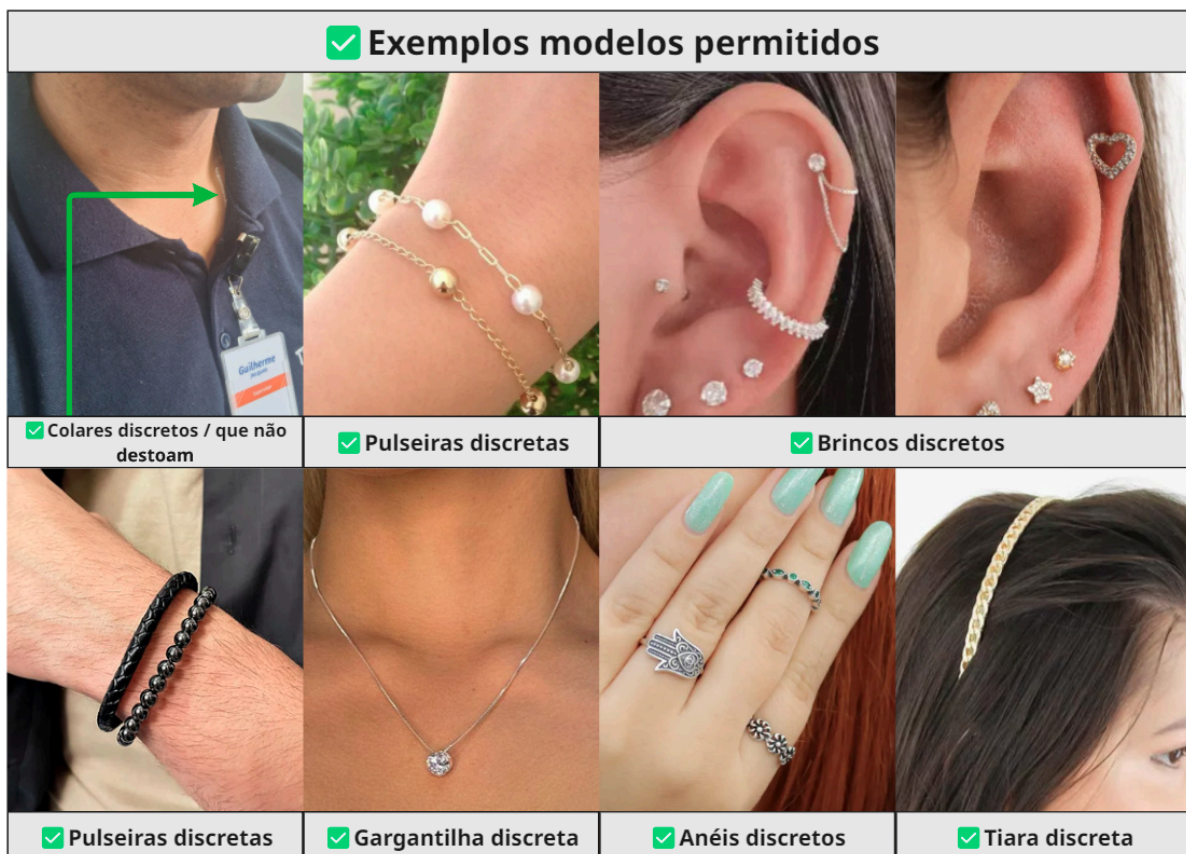 Exemplos modelos permitidos
Guilherme
Colares discretos / que não
destoam
Pulseiras discretas
Brincos discretos
Pulseiras discretas
Gargantilha discreta
Anéis discretos
Tiara discreta